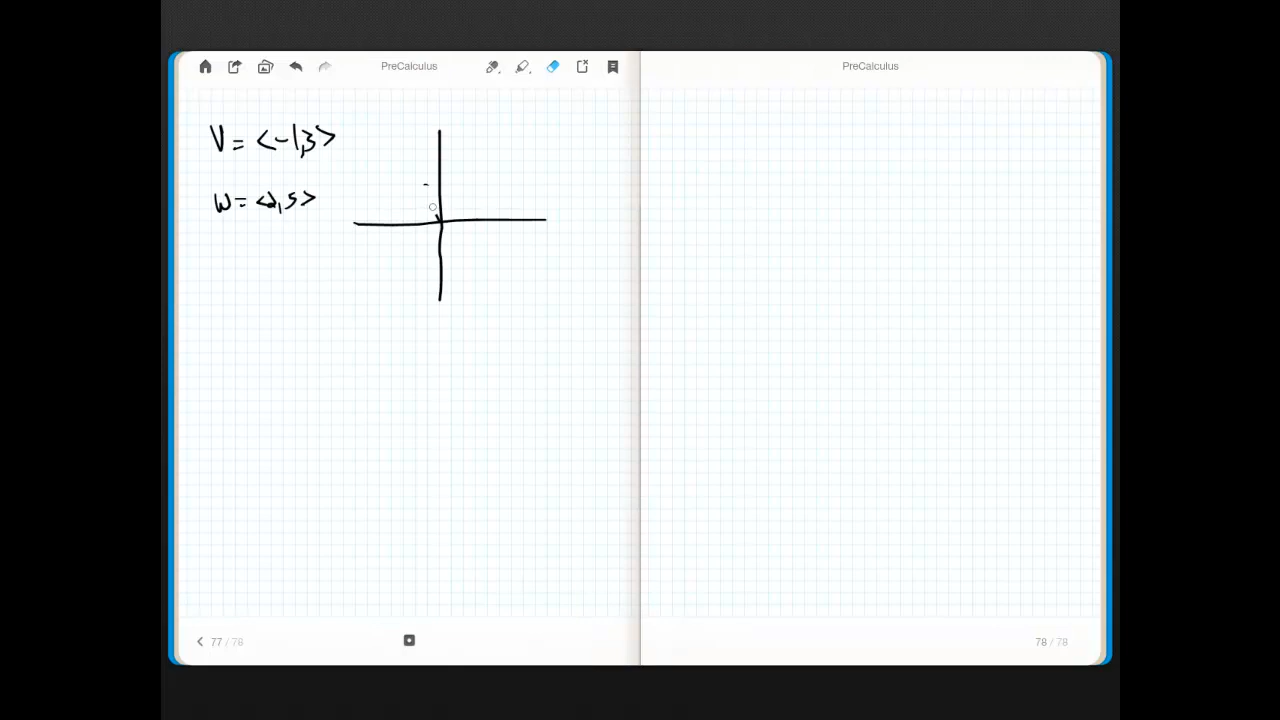 PreCalculus
PreCalculus
V = <-1,3>
w = <2,5>
77 / 78
78 / 78